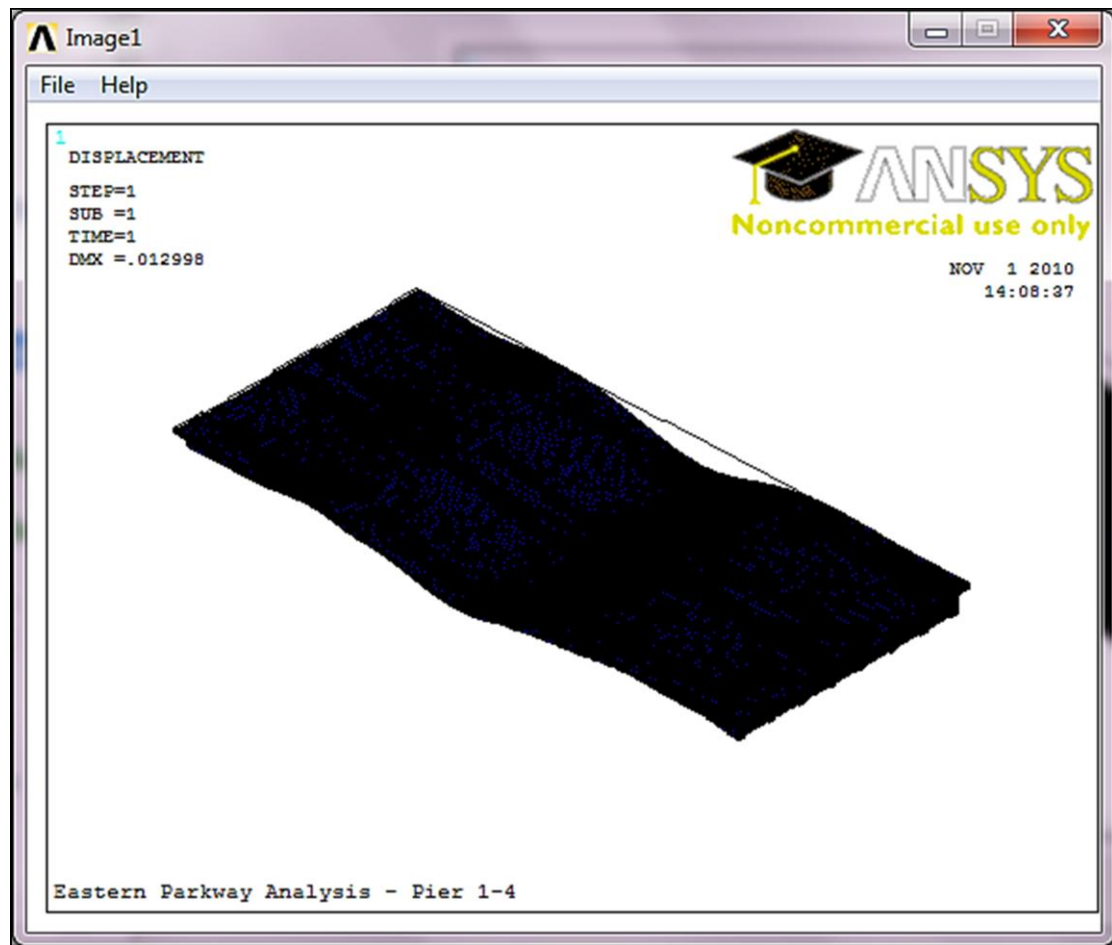 Image1
File Help
1
DISPLACEMENT
STEP=1
SUB =1
TIME=1
DMX =.012998
ANSYS
Noncommercial use only
NOV 1 2010
14:08:37
Eastern Parkway Analysis - Pier 1-4